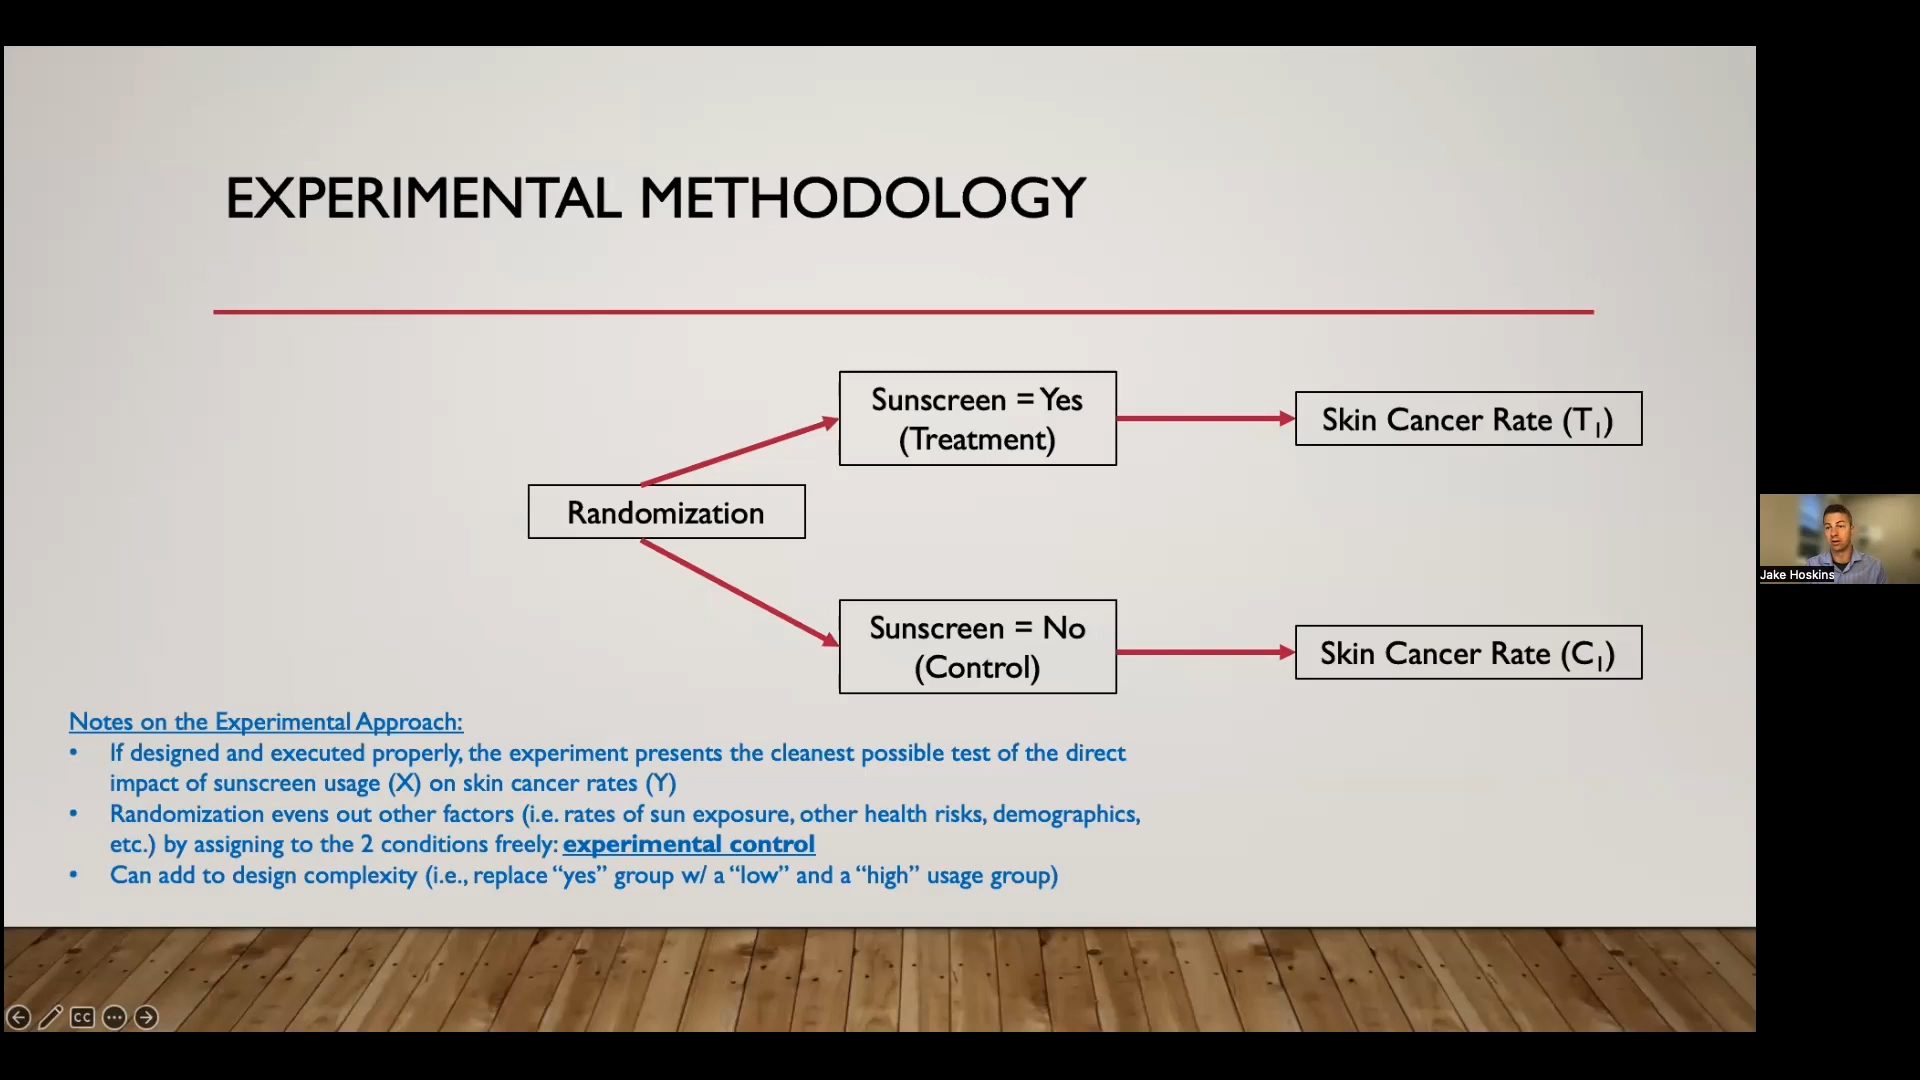 EXPERIMENTAL METHODOLOGY
Sunscreen = Yes
(Treatment)
Skin Cancer Rate (T1)
Randomization
Sunscreen = No
(Control)
Skin Cancer Rate (C1)
Notes on the Experimental Approach:
• If designed and executed properly, the experiment presents the cleanest possible test of the direct
impact of sunscreen usage (X) on skin cancer rates (Y)
• Randomization evens out other factors (i.e. rates of sun exposure, other health risks, demographics,
etc.) by assigning to the 2 conditions freely: experimental control
• Can add to design complexity (i.e., replace “yes” group w/ a “low” and a “high” usage group)
CC
Jake Hoskins